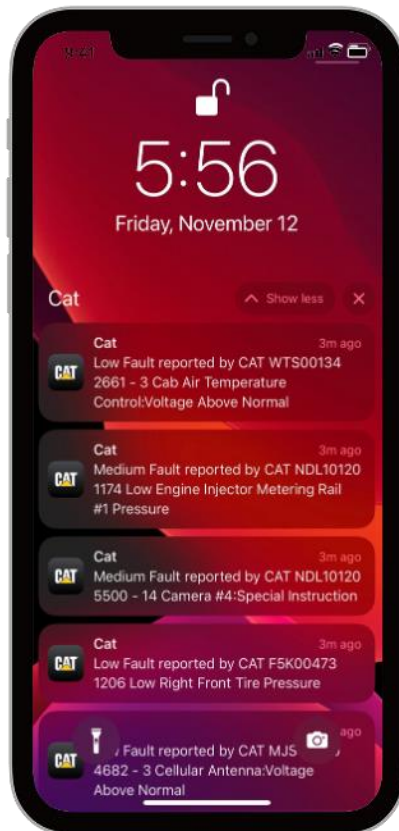 9:41
5:56
Friday, November 12
Cat
Show less
Cat 3m ago
CAT
Low Fault reported by CAT WTS00134
2661 - 3 Cab Air Temperature
Control:Voltage Above Normal
Cat 3m ago
CAT
Medium Fault reported by CAT NDL10120
1174 Low Engine Injector Metering Rail
#1 Pressure
Cat 3m ago
CAT
Medium Fault reported by CAT NDL10120
5500 - 14 Camera #4:Special Instruction
Cat 3m ago
CAT
Low Fault reported by CAT F5K00473
1206 Low Right Front Tire Pressure
Cat ago
CAT
Fault reported by CAT MJS
4682 - 3 Cellular Antenna:Voltage
Above Normal